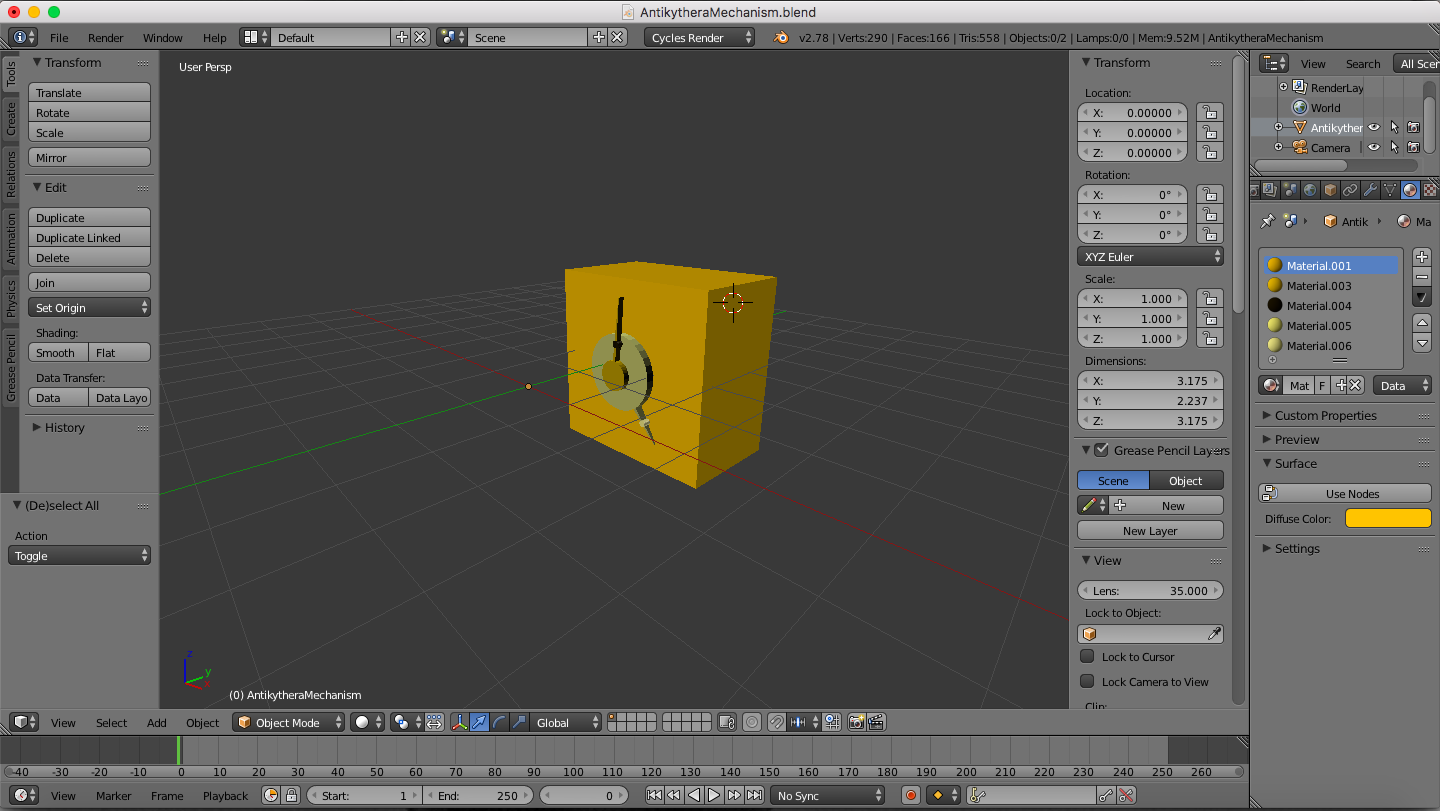 AntikytheraMechanism.blend
File Render Window Help Default Scene Cycles Render v2.78 | Verts:290 | Faces:166 | Tris:558 | Objects:0/2 | Lamps:0/0 | Mem:9.52M | AntikytheraMechanism
Tools
Create
Relations
Animation
Physics
Grease Pencil
Transform
Translate
Rotate
Scale
Mirror
Edit
Duplicate
Duplicate Linked
Delete
Join
Set Origin
Shading:
Smooth Flat
Data Transfer:
Data Data Layo
History
(De)select All
Action
Toggle
User Persp
z
y
x
(0) AntikytheraMechanism
Transform
Location:
X: 0.00000
Y: 0.00000
Z: 0.00000
Rotation:
X: 0°
Y: 0°
Z: 0°
XYZ Euler
Scale:
X: 1.000
Y: 1.000
Z: 1.000
Dimensions:
X: 3.175
Y: 2.237
Z: 3.175
Grease Pencil Layers
Scene Object
New
New Layer
View
Lens: 35.000
Lock to Object:
Lock to Cursor
Lock Camera to View
Clip:
View Search All Scen
RenderLay
World
Antikyther
Camera
Antik Ma
Material.001
Material.003
Material.004
Material.005
Material.006
Mat F Data
Custom Properties
Preview
Surface
Use Nodes
Diffuse Color:
Settings
View Select Add Object Object Mode Global
-40 -30 -20 -10 0 10 20 30 40 50 60 70 80 90 100 110 120 130 140 150 160 170 180 190 200 210 220 230 240 250 260
View Marker Frame Playback Start: 1 End: 250 0 No Sync